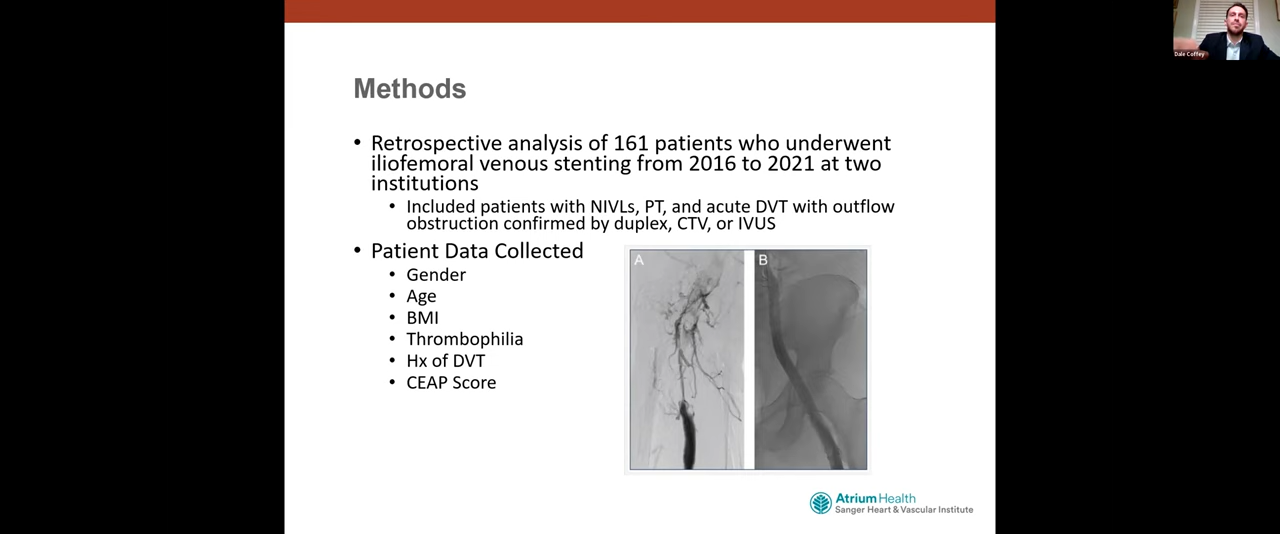 Methods
• Retrospective analysis of 161 patients who underwent
iliofemoral venous stenting from 2016 to 2021 at two
institutions
• Included patients with NIVLs, PT, and acute DVT with outflow
obstruction confirmed by duplex, CTV, or IVUS
• Patient Data Collected
• Gender
• Age
• BMI
• Thrombophilia
• Hx of DVT
• CEAP Score
A
B
Atrium Health
Sanger Heart & Vascular Institute
Dale Coffey